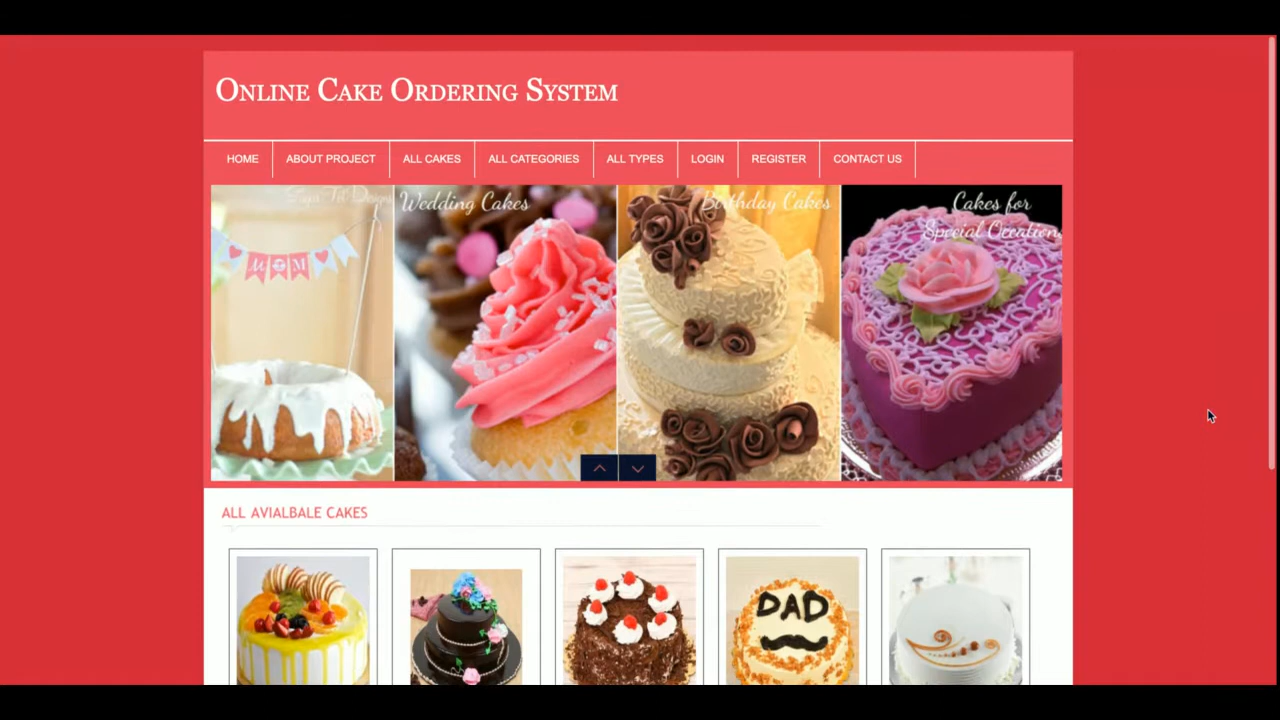 ONLINE CAKE ORDERING SYSTEM
HOME
ABOUT PROJECT
ALL CAKES
ALL CATEGORIES
ALL TYPES
LOGIN
REGISTER
CONTACT US
Wedding Cakes
Birthday Cakes
Cakes for
Special Occation
M M
ALL AVIALBALE CAKES
DAD